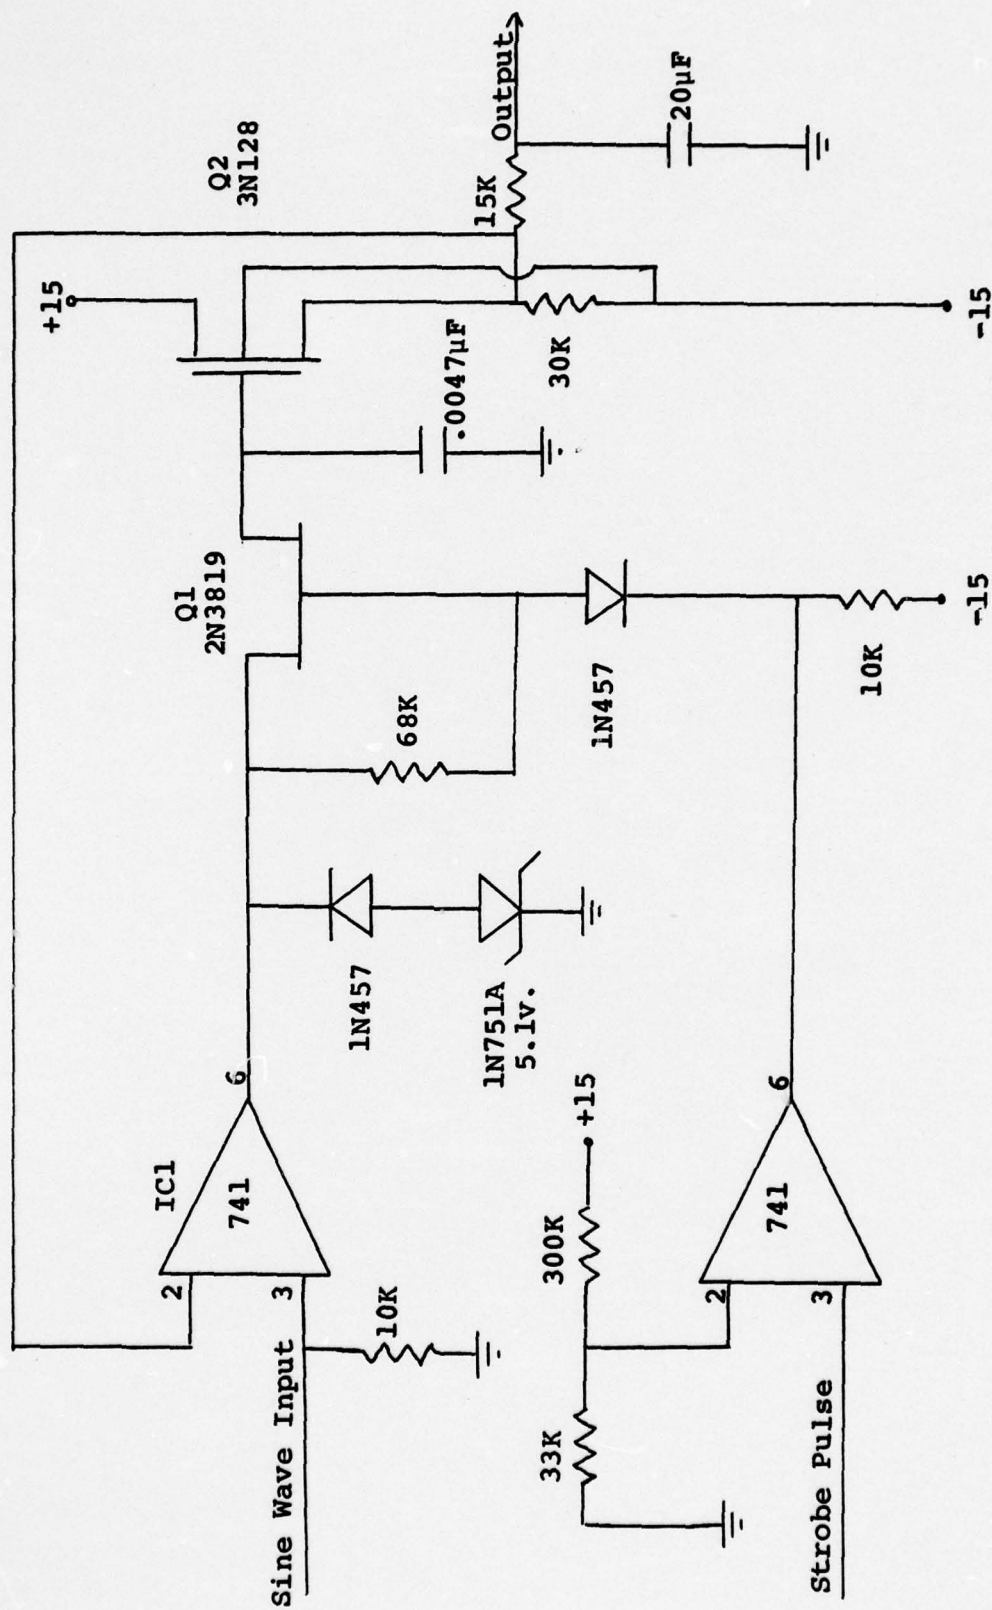 Sine Wave Input
10K
2
3
IC1
741
6
1N457
1N751A
5.1v.
68K
Q1
2N3819
1N457
10K
-15
.0047µF
+15
Q2
3N128
30K
-15
15K
Output
20µF
33K
300K
+15
Strobe Pulse
2
3
741
6